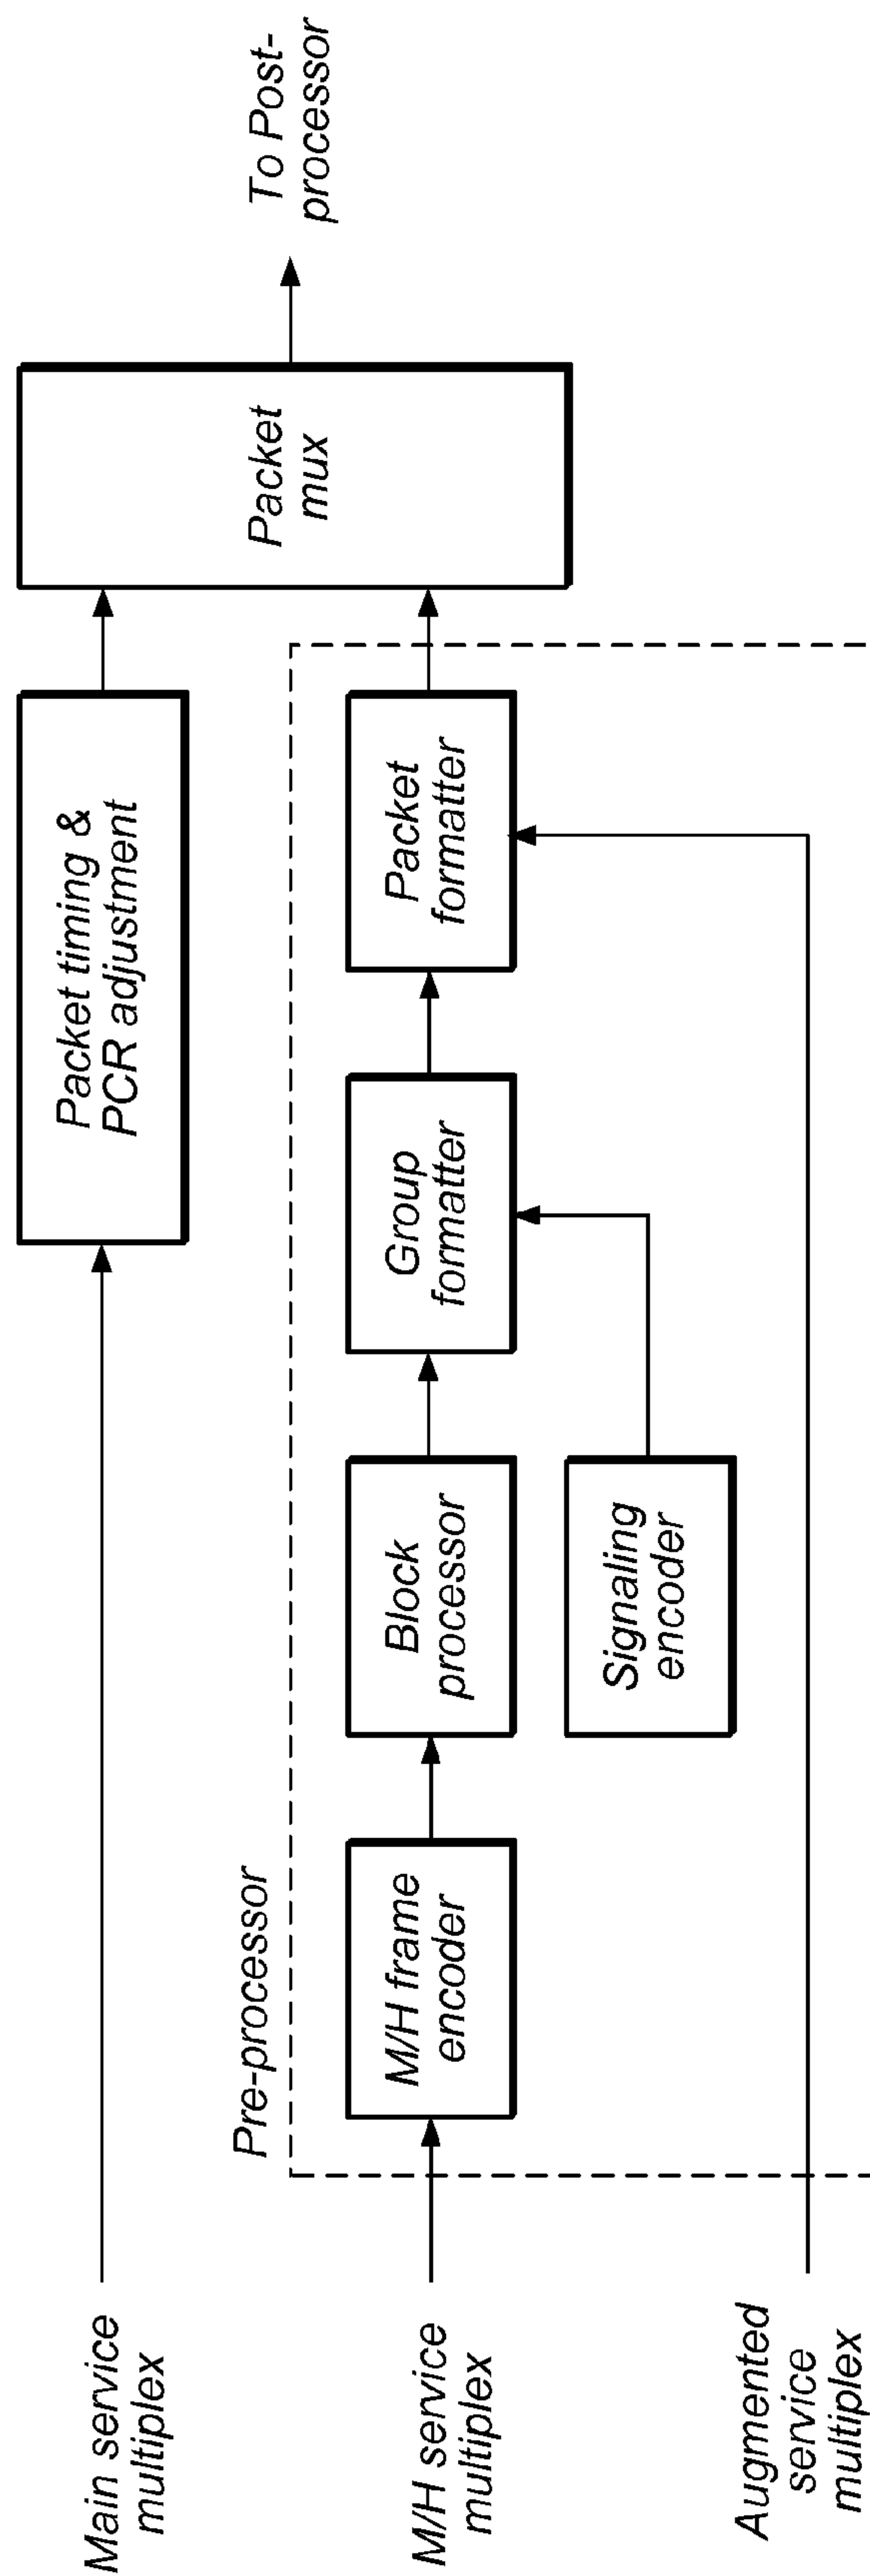 Main service
multiplex
Packet timing &
PCR adjustment
Packet
mux
To Post-
processor
Pre-processor
M/H service
multiplex
M/H frame
encoder
Block
processor
Group
formatter
Packet
formatter
Signaling
encoder
Augmented
service
multiplex